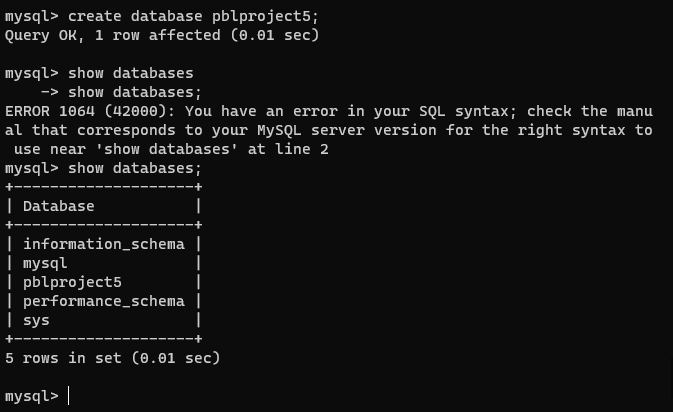 mysql> create database pblproject5;
Query OK, 1 row affected (0.01 sec)

mysql> show databases
    -> show databases;
ERROR 1064 (42000): You have an error in your SQL syntax; check the manu
al that corresponds to your MySQL server version for the right syntax to
 use near 'show databases' at line 2
mysql> show databases;
+--------------------+
| Database           |
+--------------------+
| information_schema |
| mysql              |
| pblproject5        |
| performance_schema |
| sys                |
+--------------------+
5 rows in set (0.01 sec)

mysql>